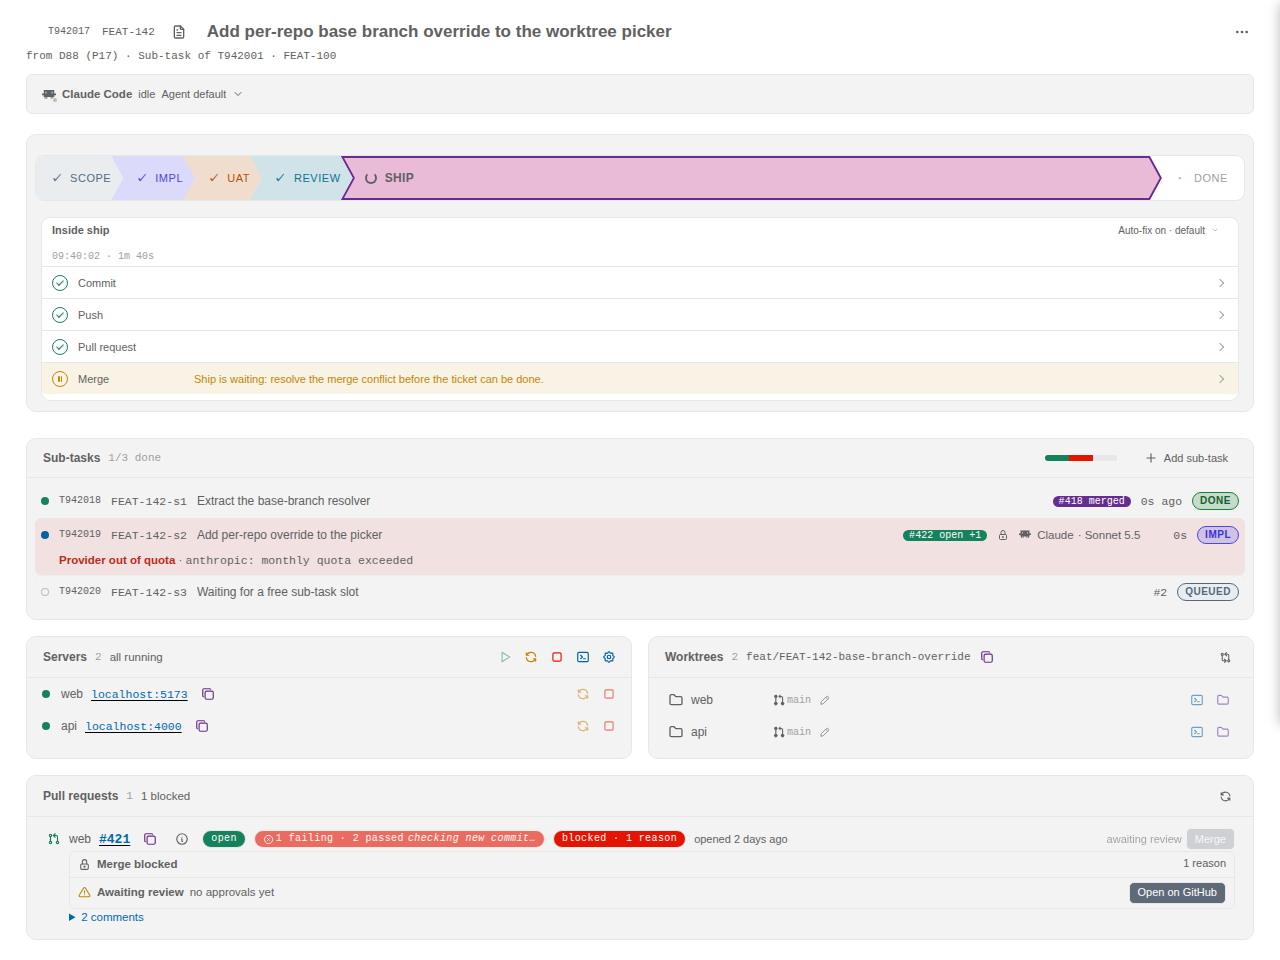 T942017 FEAT-142 Add per-repo base branch override to the worktree picker
from D88 (P17) · Sub-task of T942001 · FEAT-100
Claude Code idle Agent default
SCOPE IMPL UAT REVIEW SHIP DONE
Inside ship Auto-fix on · default
09:40:02 · 1m 40s
Commit
Push
Pull request
Merge Ship is waiting: resolve the merge conflict before the ticket can be done.
Sub-tasks 1/3 done Add sub-task
T942018 FEAT-142-s1 Extract the base-branch resolver #418 merged 0s ago DONE
T942019 FEAT-142-s2 Add per-repo override to the picker #422 open +1 Claude · Sonnet 5.5 0s IMPL
Provider out of quota · anthropic: monthly quota exceeded
T942020 FEAT-142-s3 Waiting for a free sub-task slot #2 QUEUED
Servers 2 all running
web localhost:5173
api localhost:4000
Worktrees 2 feat/FEAT-142-base-branch-override
web main
api main
Pull requests 1 1 blocked
web #421 open 1 failing · 2 passed checking new commit… blocked · 1 reason opened 2 days ago awaiting review Merge
Merge blocked 1 reason
Awaiting review no approvals yet Open on GitHub
2 comments